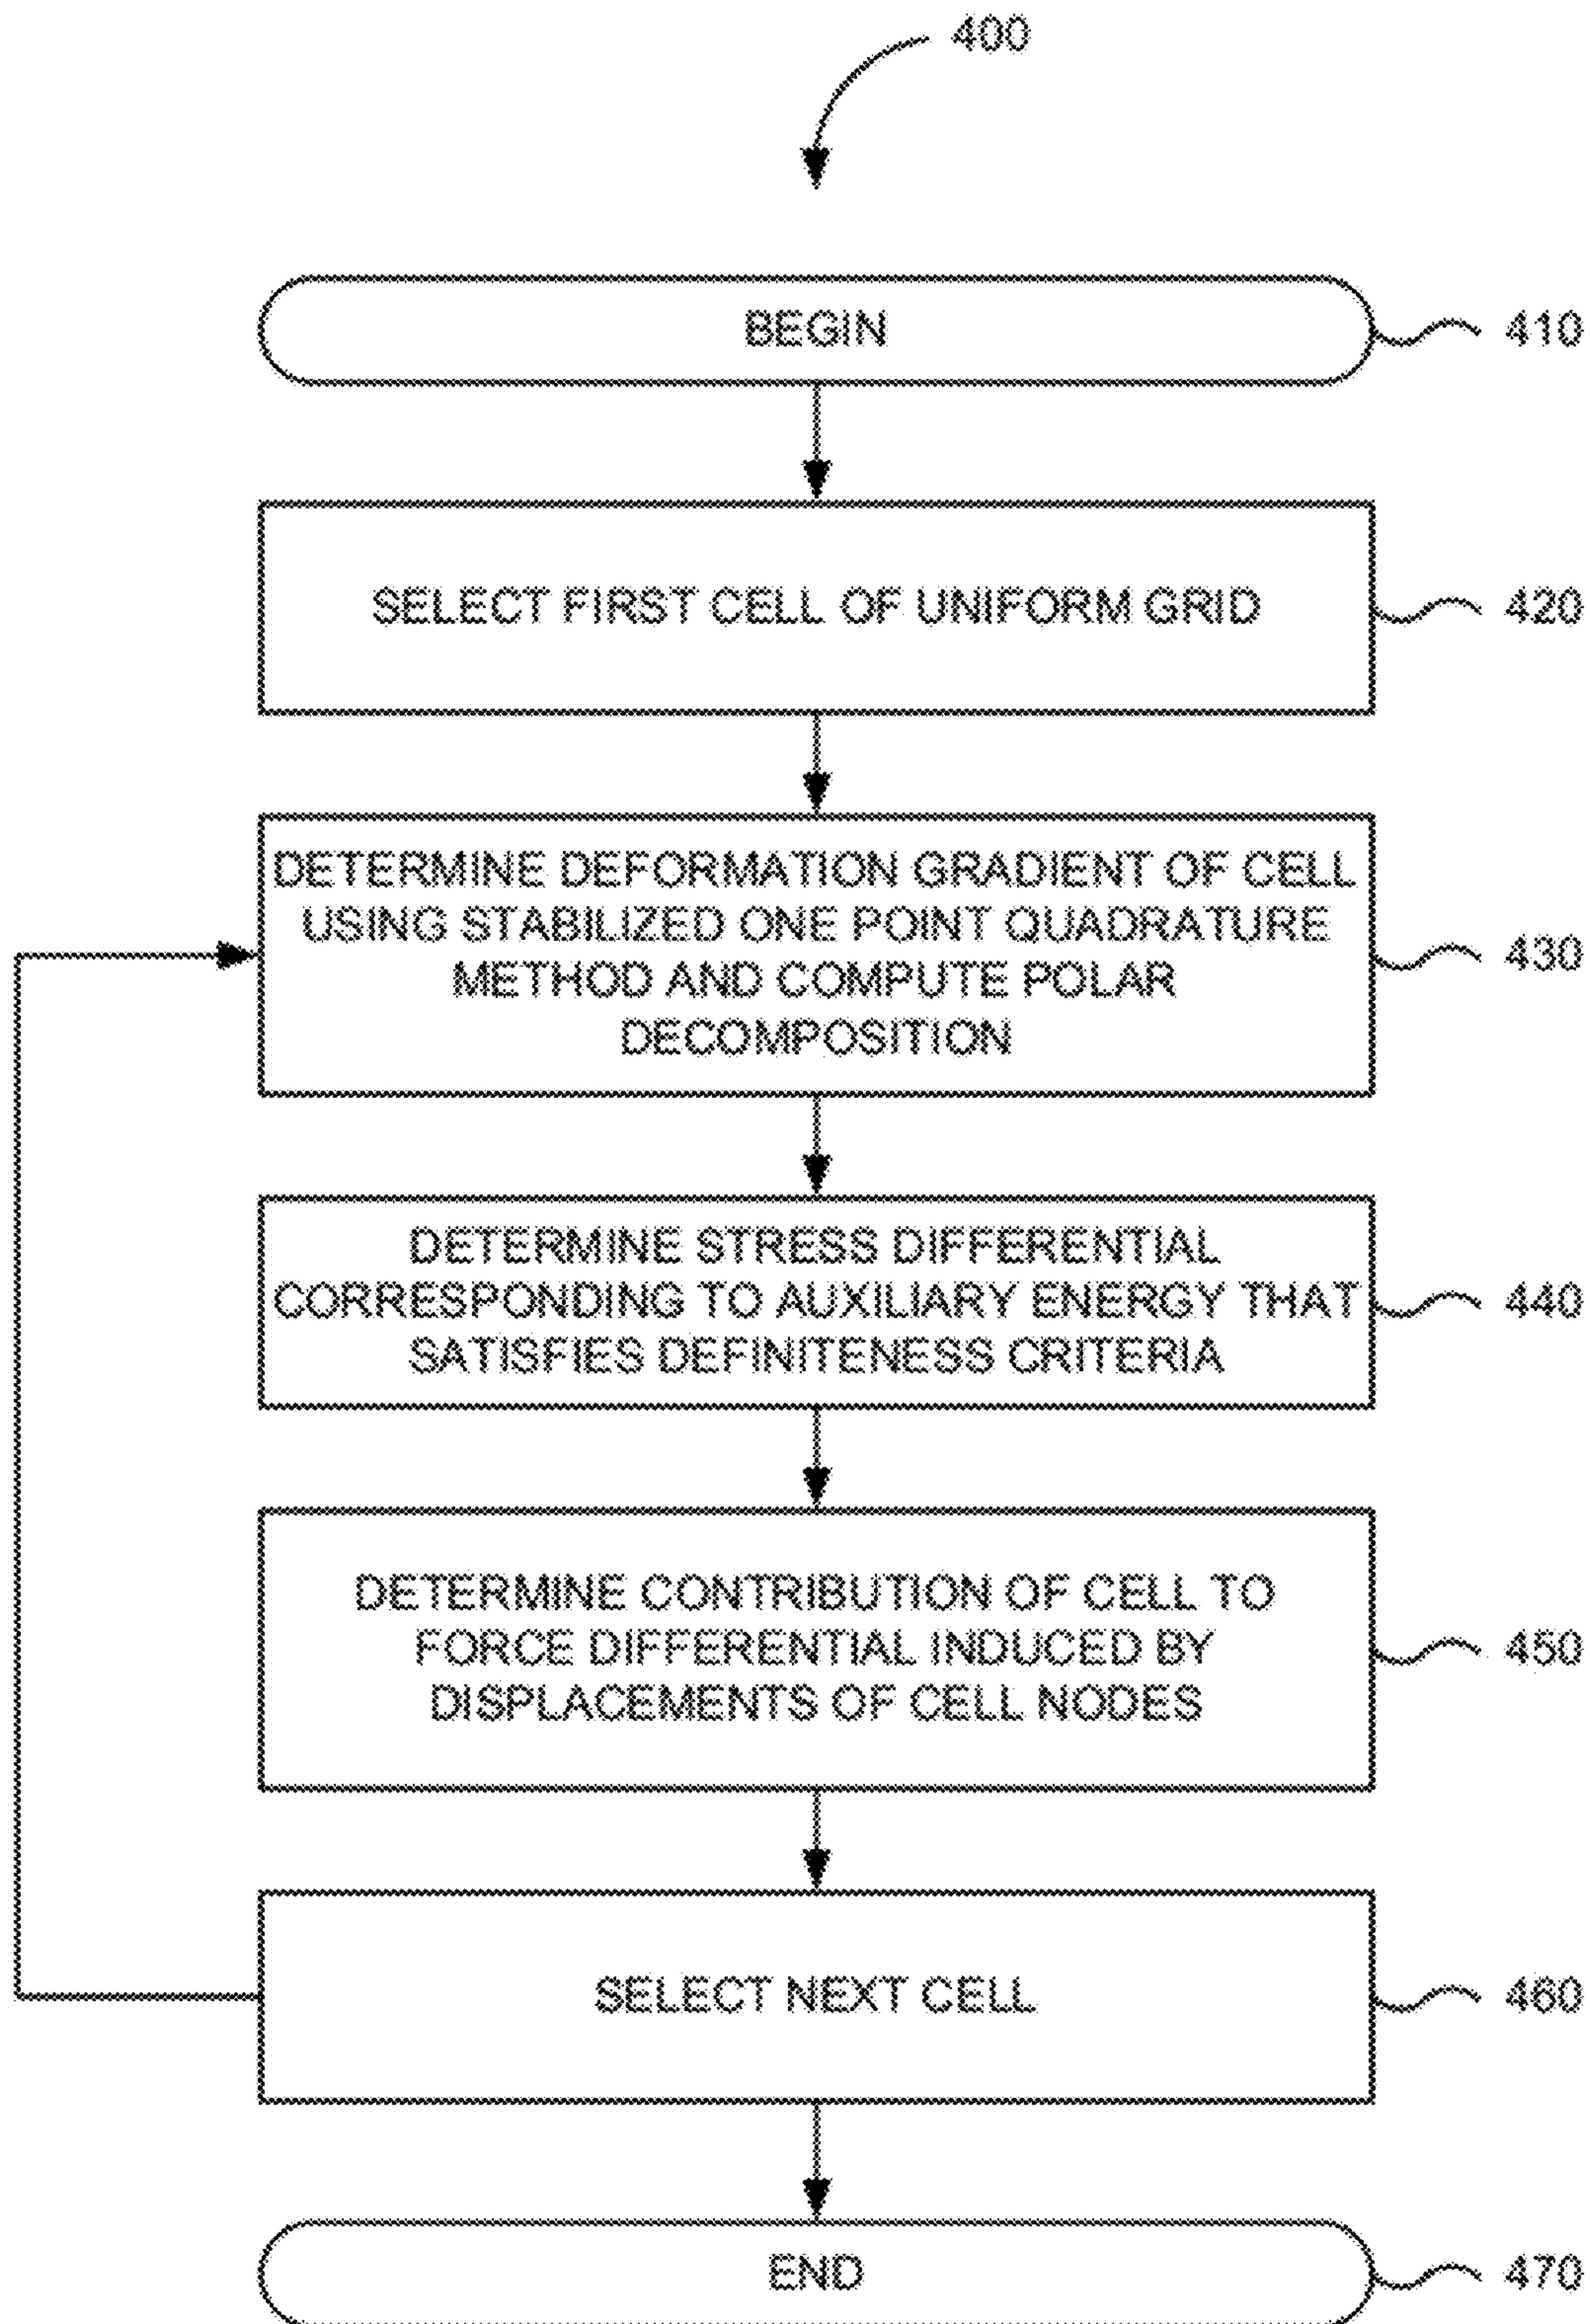 400
BEGIN
410
SELECT FIRST CELL OF UNIFORM GRID
420
DETERMINE DEFORMATION GRADIENT OF CELL
USING STABILIZED ONE POINT QUADRATURE
METHOD AND COMPUTE POLAR
DECOMPOSITION
430
DETERMINE STRESS DIFFERENTIAL
CORRESPONDING TO AUXILIARY ENERGY THAT
SATISFIES DEFINITENESS CRITERIA
440
DETERMINE CONTRIBUTION OF CELL TO
FORCE DIFFERENTIAL INDUCED BY
DISPLACEMENTS OF CELL NODES
450
SELECT NEXT CELL
460
END
470